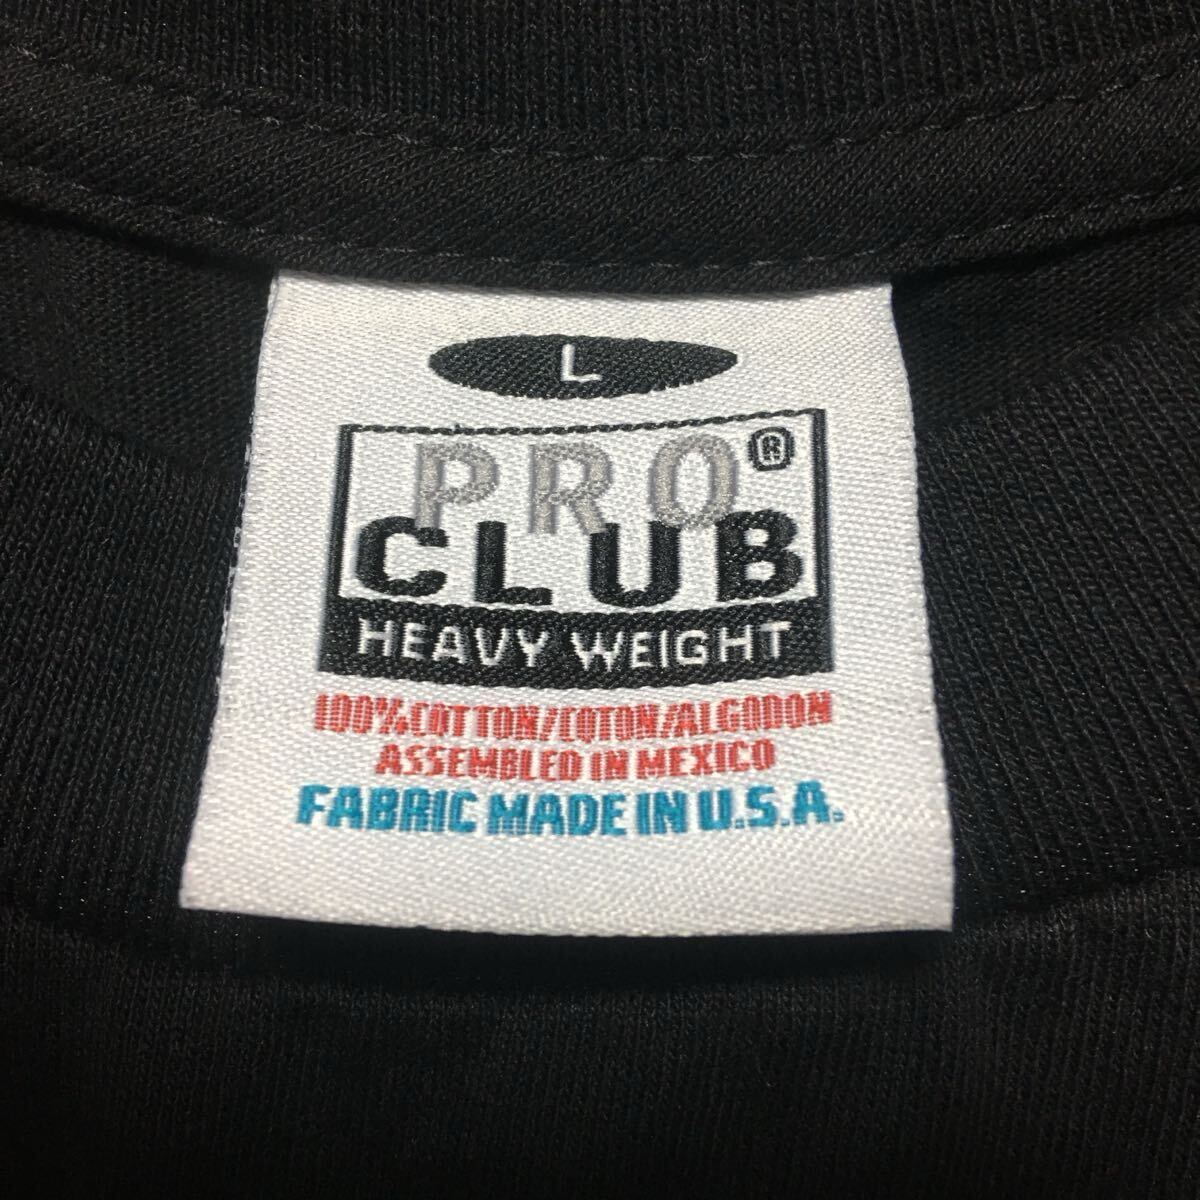 L
PRO®
CLUB
HEAVY WEIGHT
100%COTTON/COTON/ALGODON
ASSEMBLED IN MEXICO
FABRIC MADE IN U.S.A.